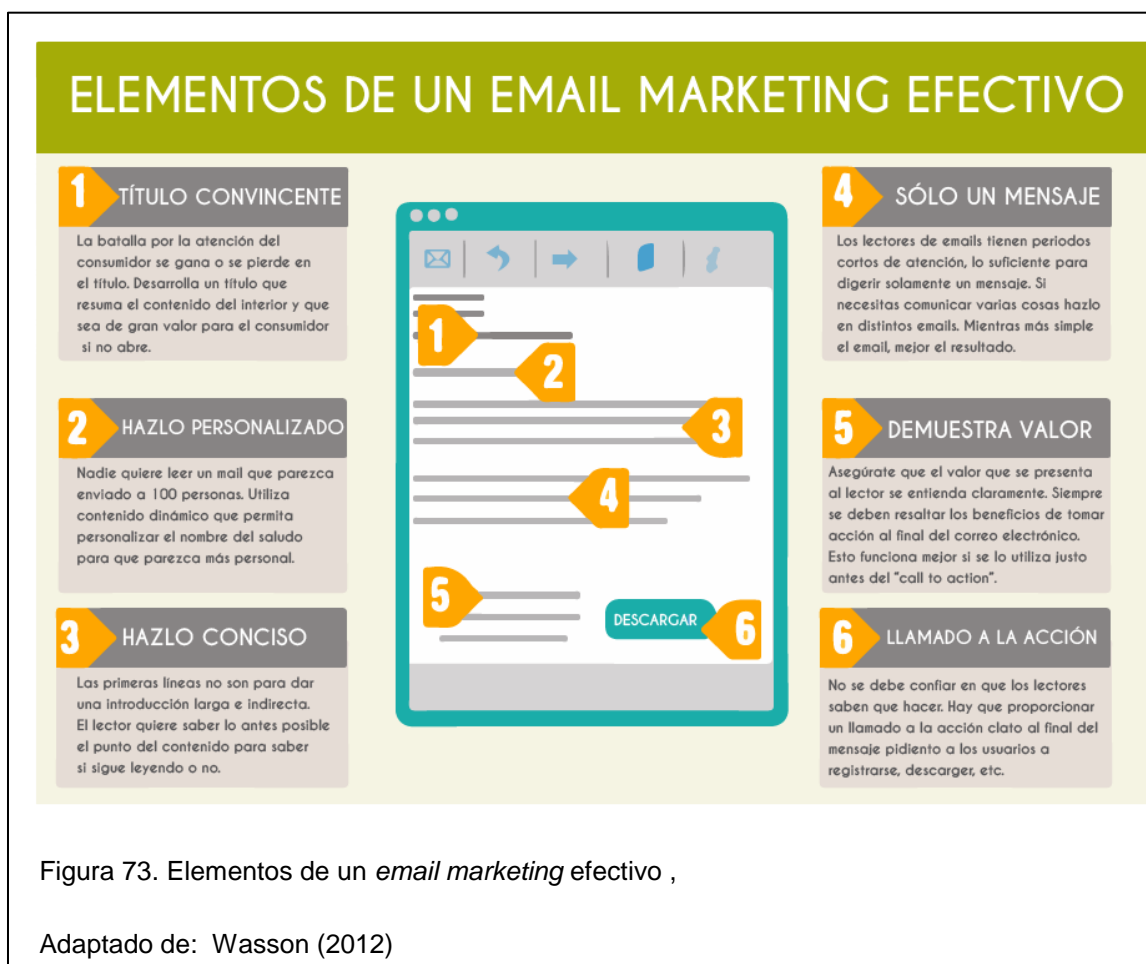 ELEMENTOS DE UN EMAIL MARKETING EFECTIVO
1 TÍTULO CONVINCENTE
La batalla por la atención del
consumidor se gana o se pierde en
el título. Desarrolla un título que
resuma el contenido del interior y que
sea de gran valor para el consumidor
si no abre.
2 HAZLO PERSONALIZADO
Nadie quiere leer un mail que parezca
enviado a 100 personas. Utiliza
contenido dinámico que permita
personalizar el nombre del saludo
para que parezca más personal.
3 HAZLO CONCISO
Las primeras líneas no son para dar
una introducción larga e indirecta.
El lector quiere saber lo antes posible
el punto del contenido para saber
si sigue leyendo o no.
1
2
3
4
5
DESCARGAR 6
4 SÓLO UN MENSAJE
Los lectores de emails tienen periodos
cortos de atención, lo suficiente para
digerir solamente un mensaje. Si
necesitas comunicar varias cosas hazlo
en distintos emails. Mientras más simple
el email, mejor el resultado.
5 DEMUESTRA VALOR
Asegúrate que el valor que se presenta
al lector se entienda claramente. Siempre
se deben resaltar los beneficios de tomar
acción al final del correo electrónico.
Esto funciona mejor si se lo utiliza justo
antes del "call to action".
6 LLAMADO A LA ACCIÓN
No se debe confiar en que los lectores
saben que hacer. Hay que proporcionar
un llamado a la acción clato al final del
mensaje pidiento a los usuarios a
registrarse, descarger, etc.
Figura 73. Elementos de un email marketing efectivo ,
Adaptado de: Wasson (2012)